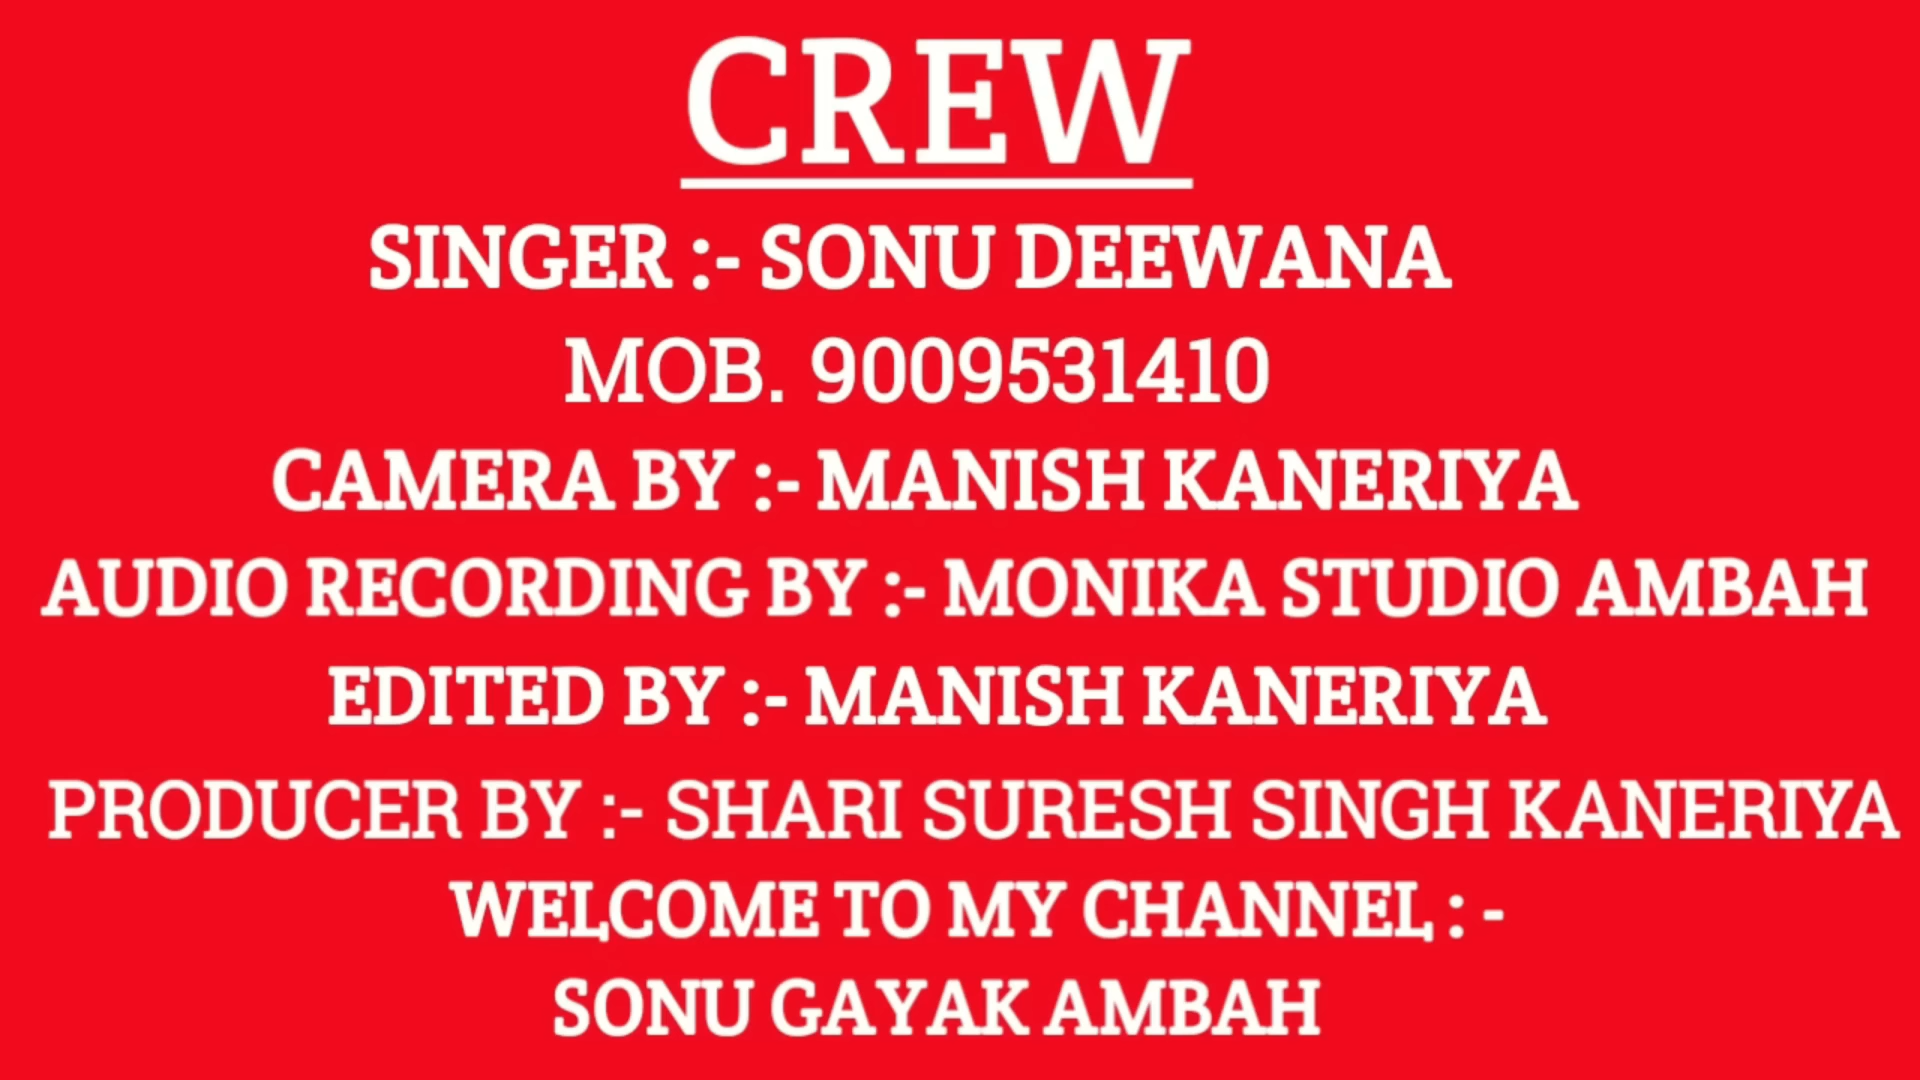 CREW
SINGER :- SONU DEEWANA
MOB. 9009531410
CAMERA BY :- MANISH KANERIYA
AUDIO RECORDING BY :- MONIKA STUDIO AMBAH
EDITED BY :- MANISH KANERIYA
PRODUCER BY :- SHARI SURESH SINGH KANERIYA
WELCOME TO MY CHANNEL : -
SONU GAYAK AMBAH